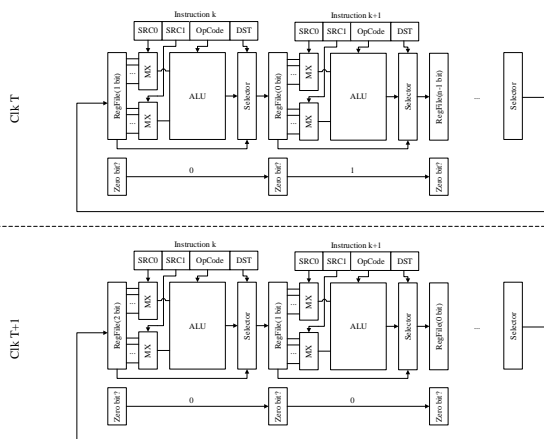 Clk T
Instruction k
Instruction k+1
SRC0 SRC1 OpCode DST
SRC0 SRC1 OpCode DST
RegFile(1 bit)
...
...
MX
MX
ALU
Selector
RegFile(0 bit)
...
...
MX
MX
ALU
Selector
RegFile(n-1 bit)
...
Selector
Zero bit?
0
Zero bit?
1
Zero bit?
Clk T+1
Instruction k
Instruction k+1
SRC0 SRC1 OpCode DST
SRC0 SRC1 OpCode DST
RegFile(2 bit)
...
...
MX
MX
ALU
Selector
RegFile(1 bit)
...
...
MX
MX
ALU
Selector
RegFile(0 bit)
...
Selector
Zero bit?
0
Zero bit?
0
Zero bit?